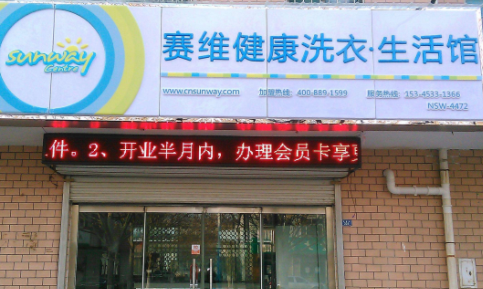 sunway
赛维健康洗衣·生活馆
www.cnsunway.com 加盟热线：400-889-1599 服务热线：153-4533-1366
NSW-4472
件。2、开业半月内，办理会员卡享